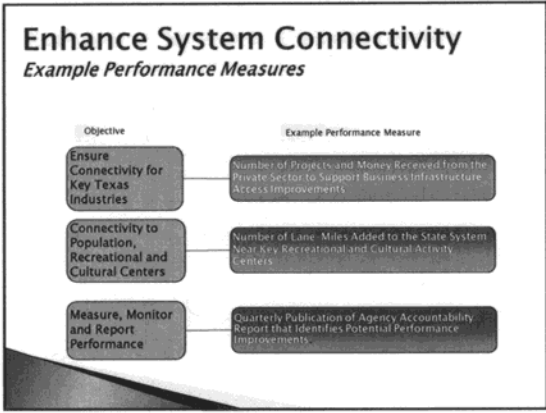 Enhance System Connectivity
Example Performance Measures
Objective
Example Performance Measure
Ensure
Connectivity for
Key Texas
Industries
Number of Projects and Money Received from the
Private Sector to Support Business Infrastructure
Access Improvements
Connectivity to
Population,
Recreational and
Cultural Centers
Number of Lane-Miles Added to the State System
Near Key Recreational and Cultural Activity
Centers
Measure, Monitor
and Report
Performance
Quarterly Publication of Agency Accountability
Report that Identifies Potential Performance
Improvements